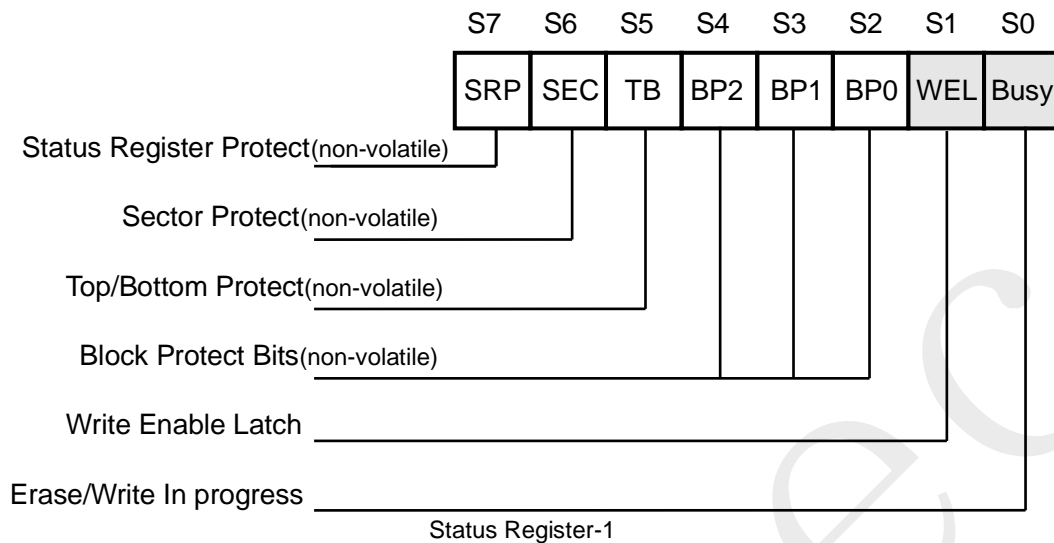 S7 S6 S5 S4 S3 S2 S1 S0
SRP SEC TB BP2 BP1 BP0 WEL Busy
Status Register Protect(non-volatile)
Sector Protect(non-volatile)
Top/Bottom Protect(non-volatile)
Block Protect Bits(non-volatile)
Write Enable Latch
Erase/Write In progress
Status Register-1